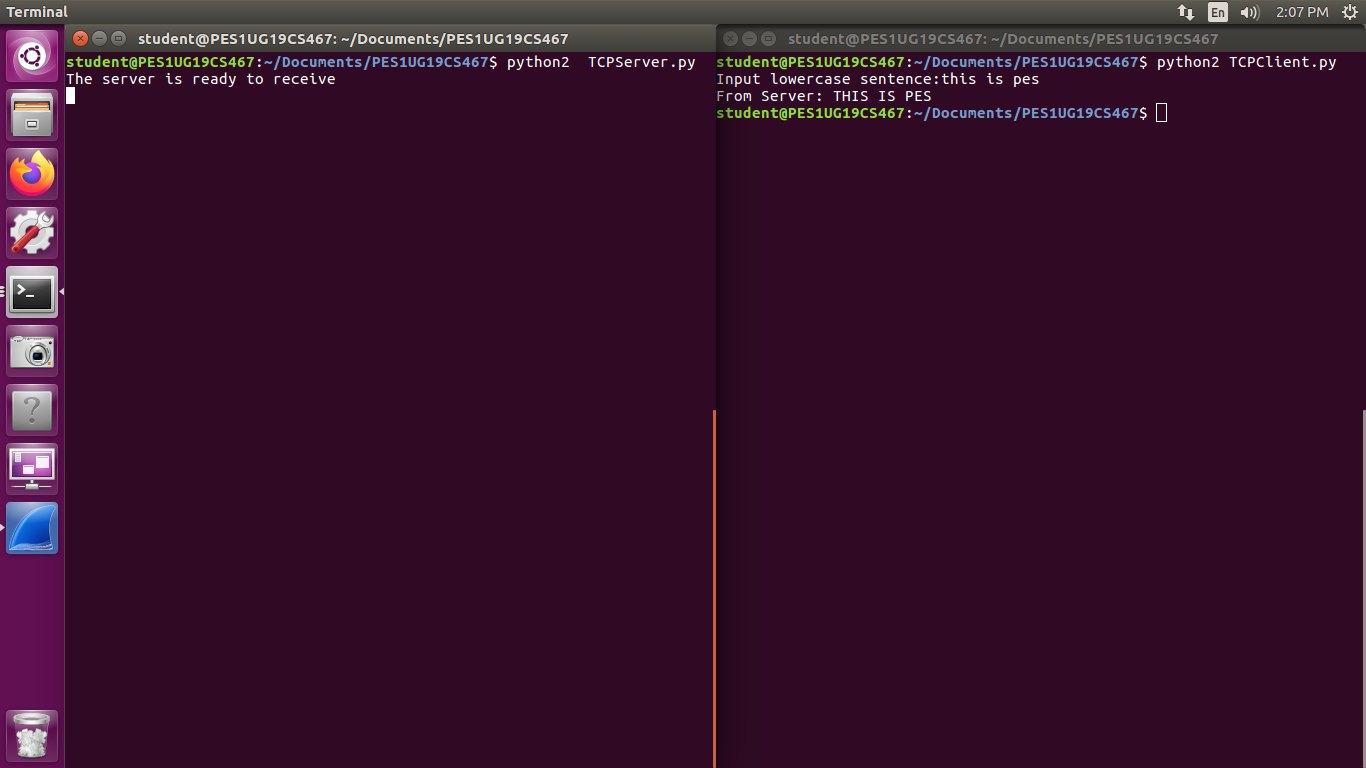 Terminal
En
2:07 PM
student@PES1UG19CS467: ~/Documents/PES1UG19CS467
student@PES1UG19CS467:~/Documents/PES1UG19CS467$ python2  TCPServer.py
The server is ready to receive
student@PES1UG19CS467: ~/Documents/PES1UG19CS467
student@PES1UG19CS467:~/Documents/PES1UG19CS467$ python2 TCPClient.py
Input lowercase sentence:this is pes
From Server: THIS IS PES
student@PES1UG19CS467:~/Documents/PES1UG19CS467$